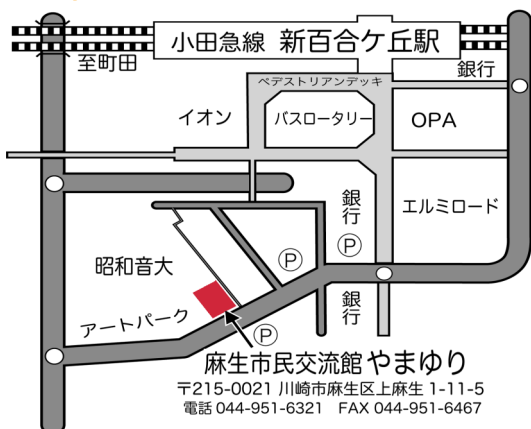 小田急線 新百合ケ丘駅
至町田
銀行
ペデストリアンデッキ
イオン
バスロータリー
OPA
銀行
エルミロード
P
P
昭和音大
銀行
アートパーク
P
麻生市民交流館 やまゆり
〒215-0021 川崎市麻生区上麻生 1-11-5
電話 044-951-6321 FAX 044-951-6467